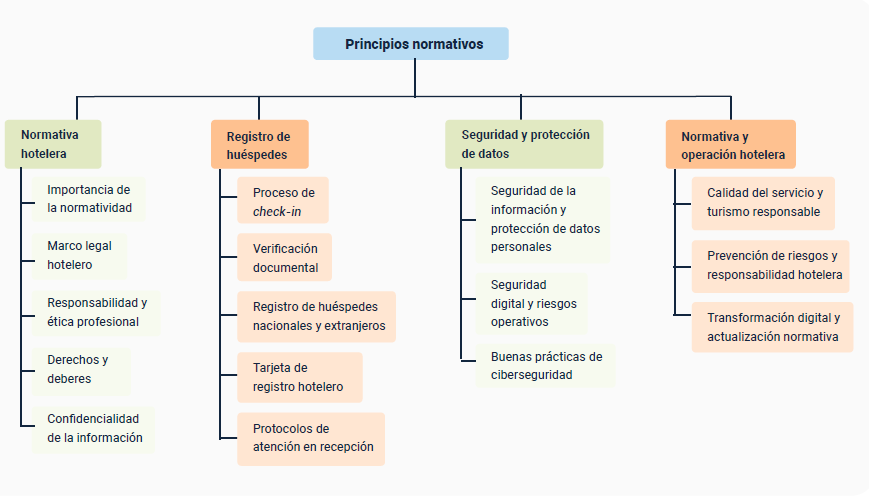 Principios normativos
Normativa
hotelera
Importancia de
la normatividad
Marco legal
hotelero
Responsabilidad y
ética profesional
Derechos y
deberes
Confidencialidad
de la información
Registro de
huéspedes
Proceso de
check-in
Verificación
documental
Registro de huéspedes
nacionales y extranjeros
Tarjeta de
registro hotelero
Protocolos de
atención en recepción
Seguridad y protección
de datos
Seguridad de la
información y
protección de datos
personales
Seguridad
digital y riesgos
operativos
Buenas prácticas de
ciberseguridad
Normativa y
operación hotelera
Calidad del servicio y
turismo responsable
Prevención de riesgos y
responsabilidad hotelera
Transformación digital y
actualización normativa